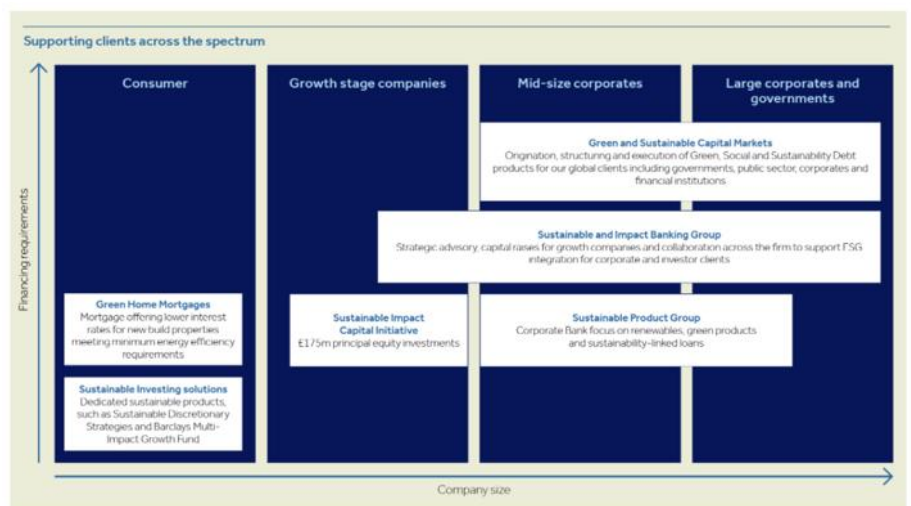 Supporting clients across the spectrum
Consumer
Growth stage companies
Mid-size corporates
Large corporates and
governments
Green and Sustainable Capital Markets
Origination, structuring and execution of Green, Social and Sustainability Debt
products for our global clients including governments, public sector, corporates and
financial institutions
Sustainable and Impact Banking Group
Strategic advisory, capital raises for growth companies and collaboration across the firm to support ESG
integration for corporate and investor clients
Green Home Mortgages
Mortgage offering lower interest
rates for new build properties
meeting minimum energy efficiency
requirements
Sustainable Impact
Capital Initiative
£175m principal equity investments
Sustainable Product Group
Corporate Bank focus on renewables, green products
and sustainability-linked loans
Sustainable Investing solutions
Dedicated sustainable products,
such as Sustainable Discretionary
Strategies and Barclays Multi-
Impact Growth Fund
Financing requirements
Company size